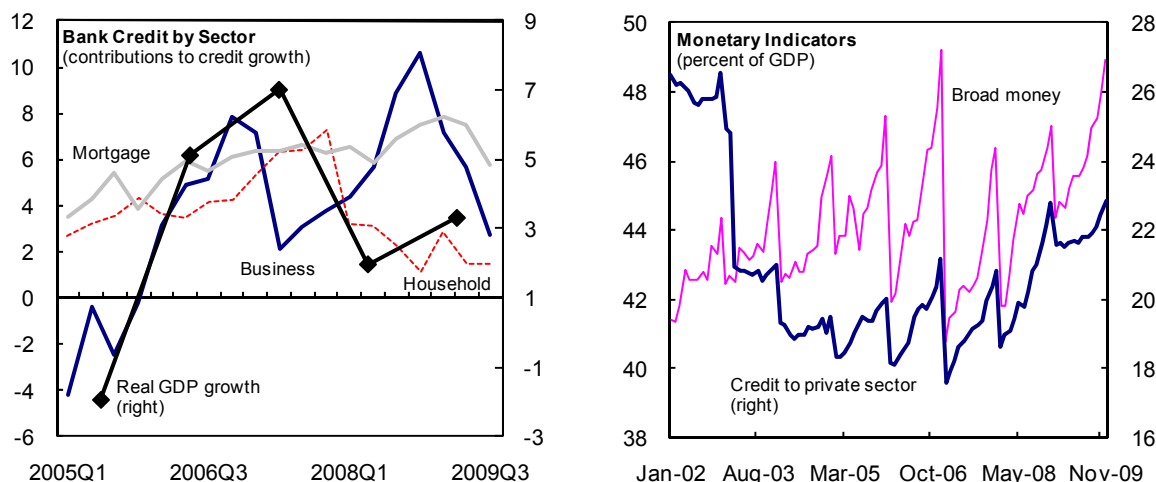 Bank Credit by Sector
(contributions to credit growth)
12
10
8
6
4
2
0
-2
-4
-6
9
7
5
3
1
-1
-3
Mortgage
Business
Household
Real GDP growth
(right)
2005Q1
2006Q3
2008Q1
2009Q3
Monetary Indicators
(percent of GDP)
50
48
46
44
42
40
38
28
26
24
22
20
18
16
Broad money
Credit to private sector
(right)
Jan-02
Aug-03
Mar-05
Oct-06
May-08
Nov-09